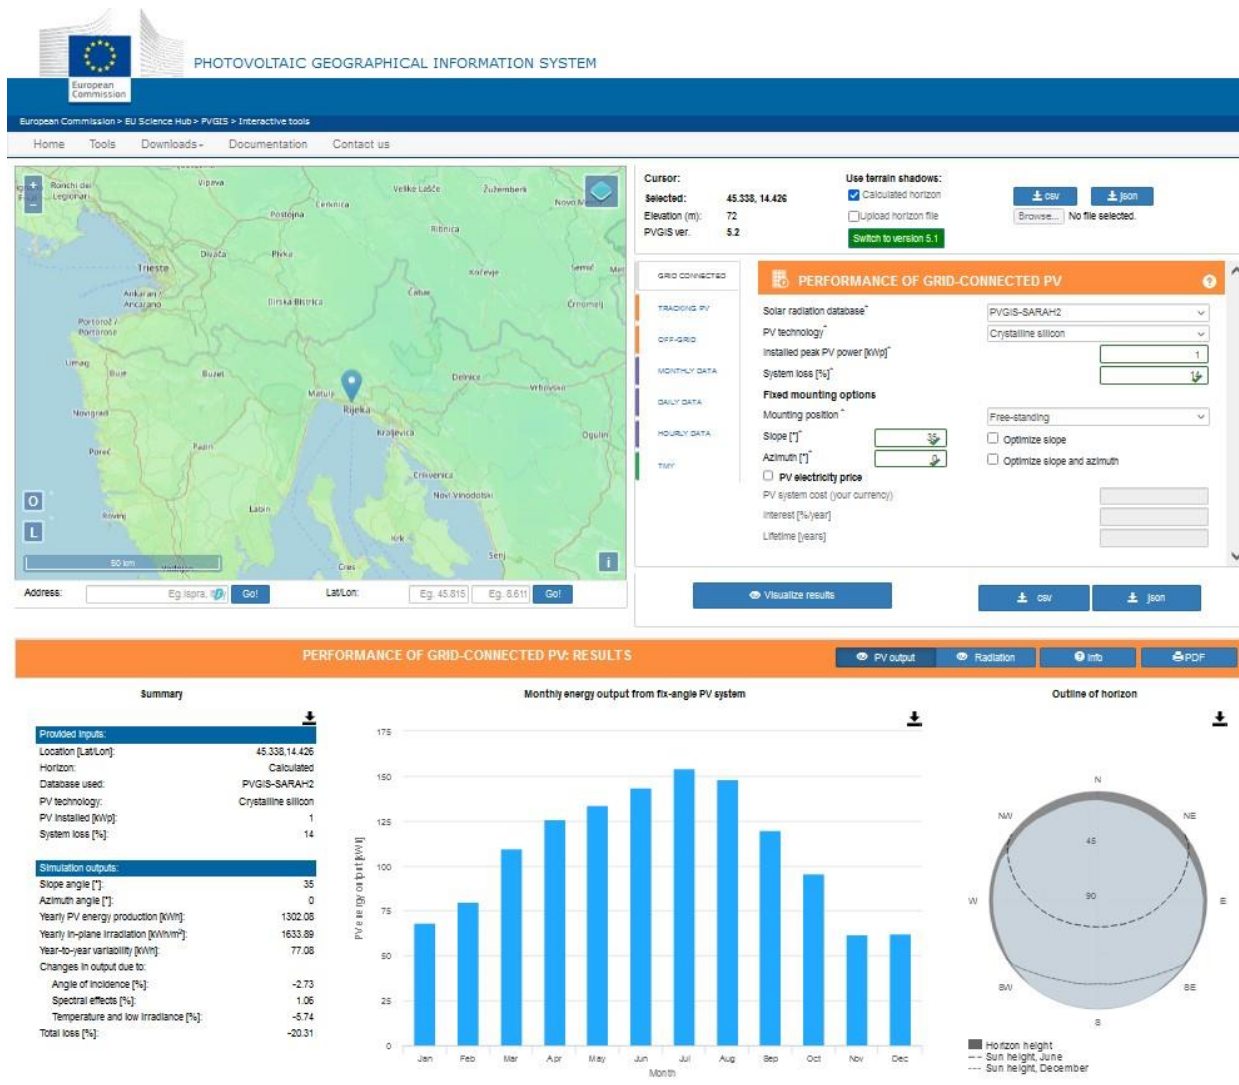 European
Commission
PHOTOVOLTAIC GEOGRAPHICAL INFORMATION SYSTEM
European Commission > EU Science Hub > PVGIS > Interactive tools
Home Tools Downloads Documentation Contact us
+
−
Ronchi dei
Legionari
Vipava
Postojna
Cerknica
Velike Lašče
Žužemberk
Novo M
Ribnica
Divača
Pivka
Trieste
Kočevje
Semič
Met
Ankaran /
Ancarano
Ilirska Bistrica
Čabar
Črnomelj
Portorož /
Portorose
Umag
Buje
Buzet
Matulji
Delnice
Vrbovsko
Novigrad
Rijeka
Kraljevica
Ogulin
Poreč
Pazin
Crikvenica
Novi Vinodolski
O
Rovinj
Labin
L
Krk
Senj
50 km
Cres
i
Address: Eg. Ispra, It Go! Lat/Lon: Eg. 45.815 Eg. 8.611 Go!
Cursor:
Selected: 45.338, 14.426
Elevation (m): 72
PVGIS ver. 5.2
Use terrain shadows:
Calculated horizon
Upload horizon file
Switch to version 5.1
csv json
Browse... No file selected.
GRID CONNECTED
TRACKING PV
OFF-GRID
MONTHLY DATA
DAILY DATA
HOURLY DATA
TMY
PERFORMANCE OF GRID-CONNECTED PV ?
Solar radiation database* PVGIS-SARAH2
PV technology* Crystalline silicon
Installed peak PV power [kWp]* 1
System loss [%]* 14
Fixed mounting options
Mounting position * Free-standing
Slope [°]* 35 Optimize slope
Azimuth [°]* 0 Optimize slope and azimuth
PV electricity price
PV system cost (your currency)
Interest [%/year]
Lifetime [years]
Visualize results csv json
PERFORMANCE OF GRID-CONNECTED PV: RESULTS PV output Radiation Info PDF
Summary
Provided inputs:
Location [Lat/Lon]: 45.338,14.426
Horizon: Calculated
Database used: PVGIS-SARAH2
PV technology: Crystalline silicon
PV installed [kWp]: 1
System loss [%]: 14
Simulation outputs:
Slope angle [°]: 35
Azimuth angle [°]: 0
Yearly PV energy production [kWh]: 1302.08
Yearly in-plane irradiation [kWh/m²]: 1633.89
Year-to-year variability [kWh]: 77.08
Changes in output due to:
Angle of incidence [%]: -2.73
Spectral effects [%]: 1.06
Temperature and low irradiance [%]: -5.74
Total loss [%]: -20.31
Monthly energy output from fix-angle PV system
PV energy output [kWh]
175
150
125
100
75
50
25
0
Jan Feb Mar Apr May Jun Jul Aug Sep Oct Nov Dec
Month
Outline of horizon
N
NW NE
45
W 90 E
SW SE
S
Horizon height
Sun height, June
Sun height, December